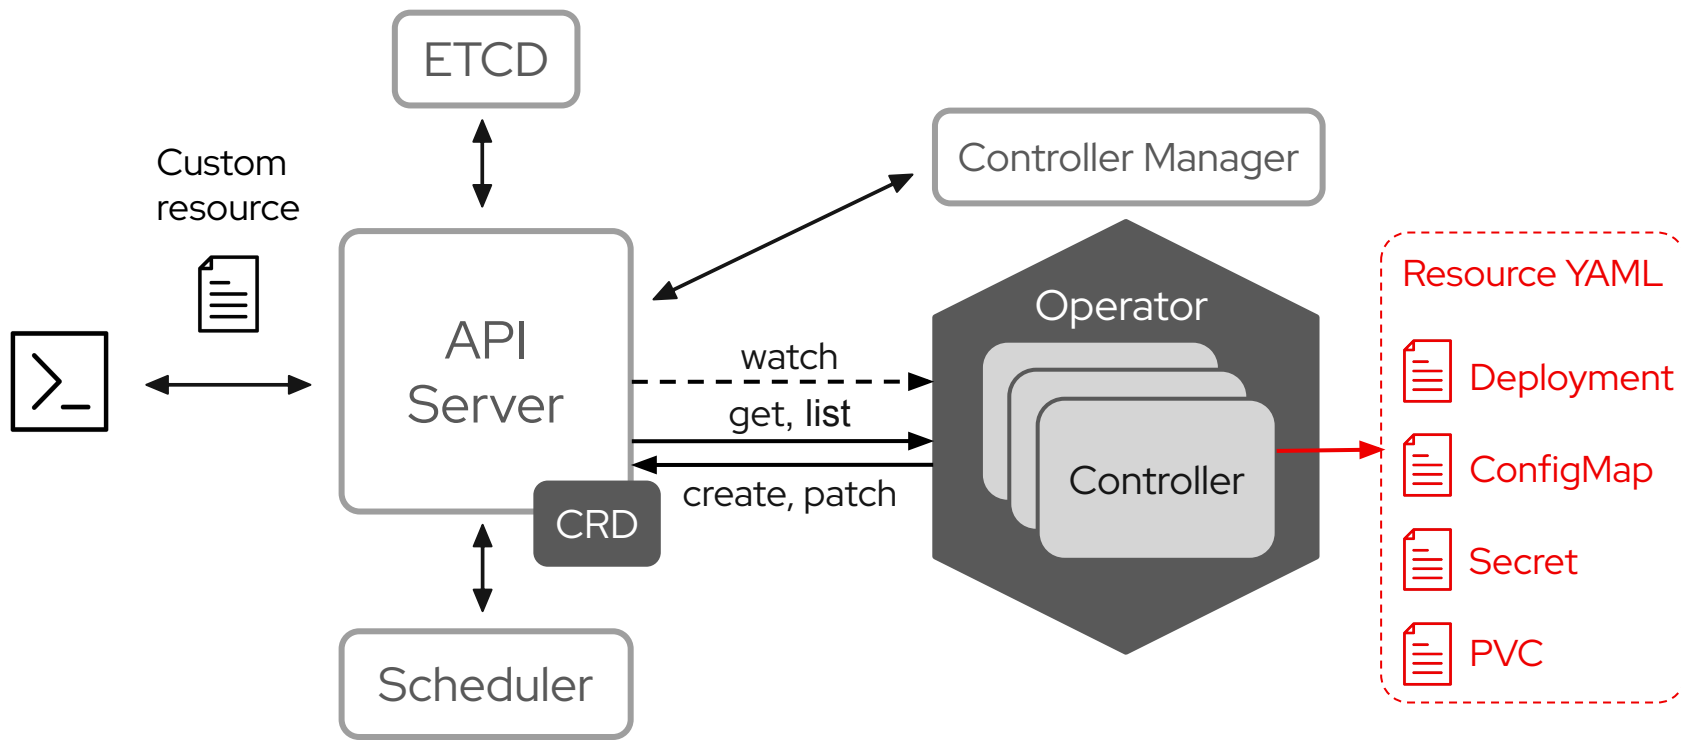 ETCD
Custom
resource
Controller Manager
API
Server
CRD
Scheduler
watch
get, list
create, patch
Operator
Controller
Resource YAML
Deployment
ConfigMap
Secret
PVC